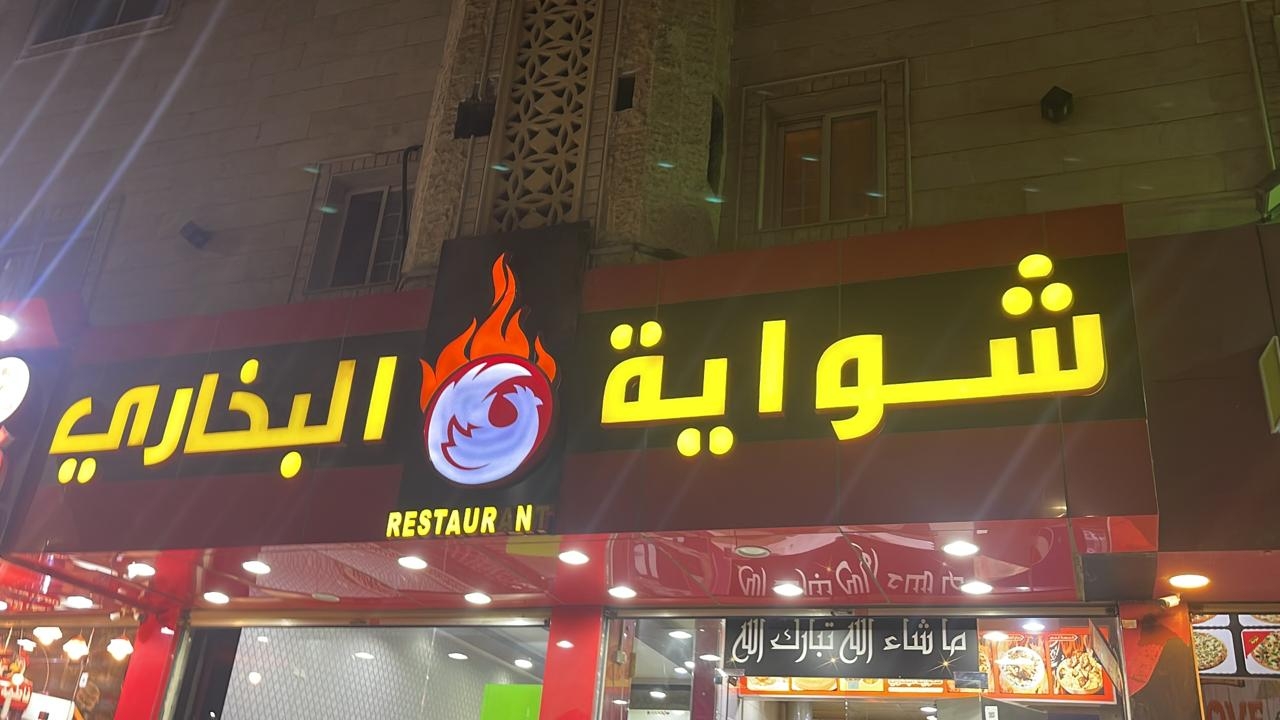 شواية البخاري
RESTAURANT
ما شاء الله تبارك الله